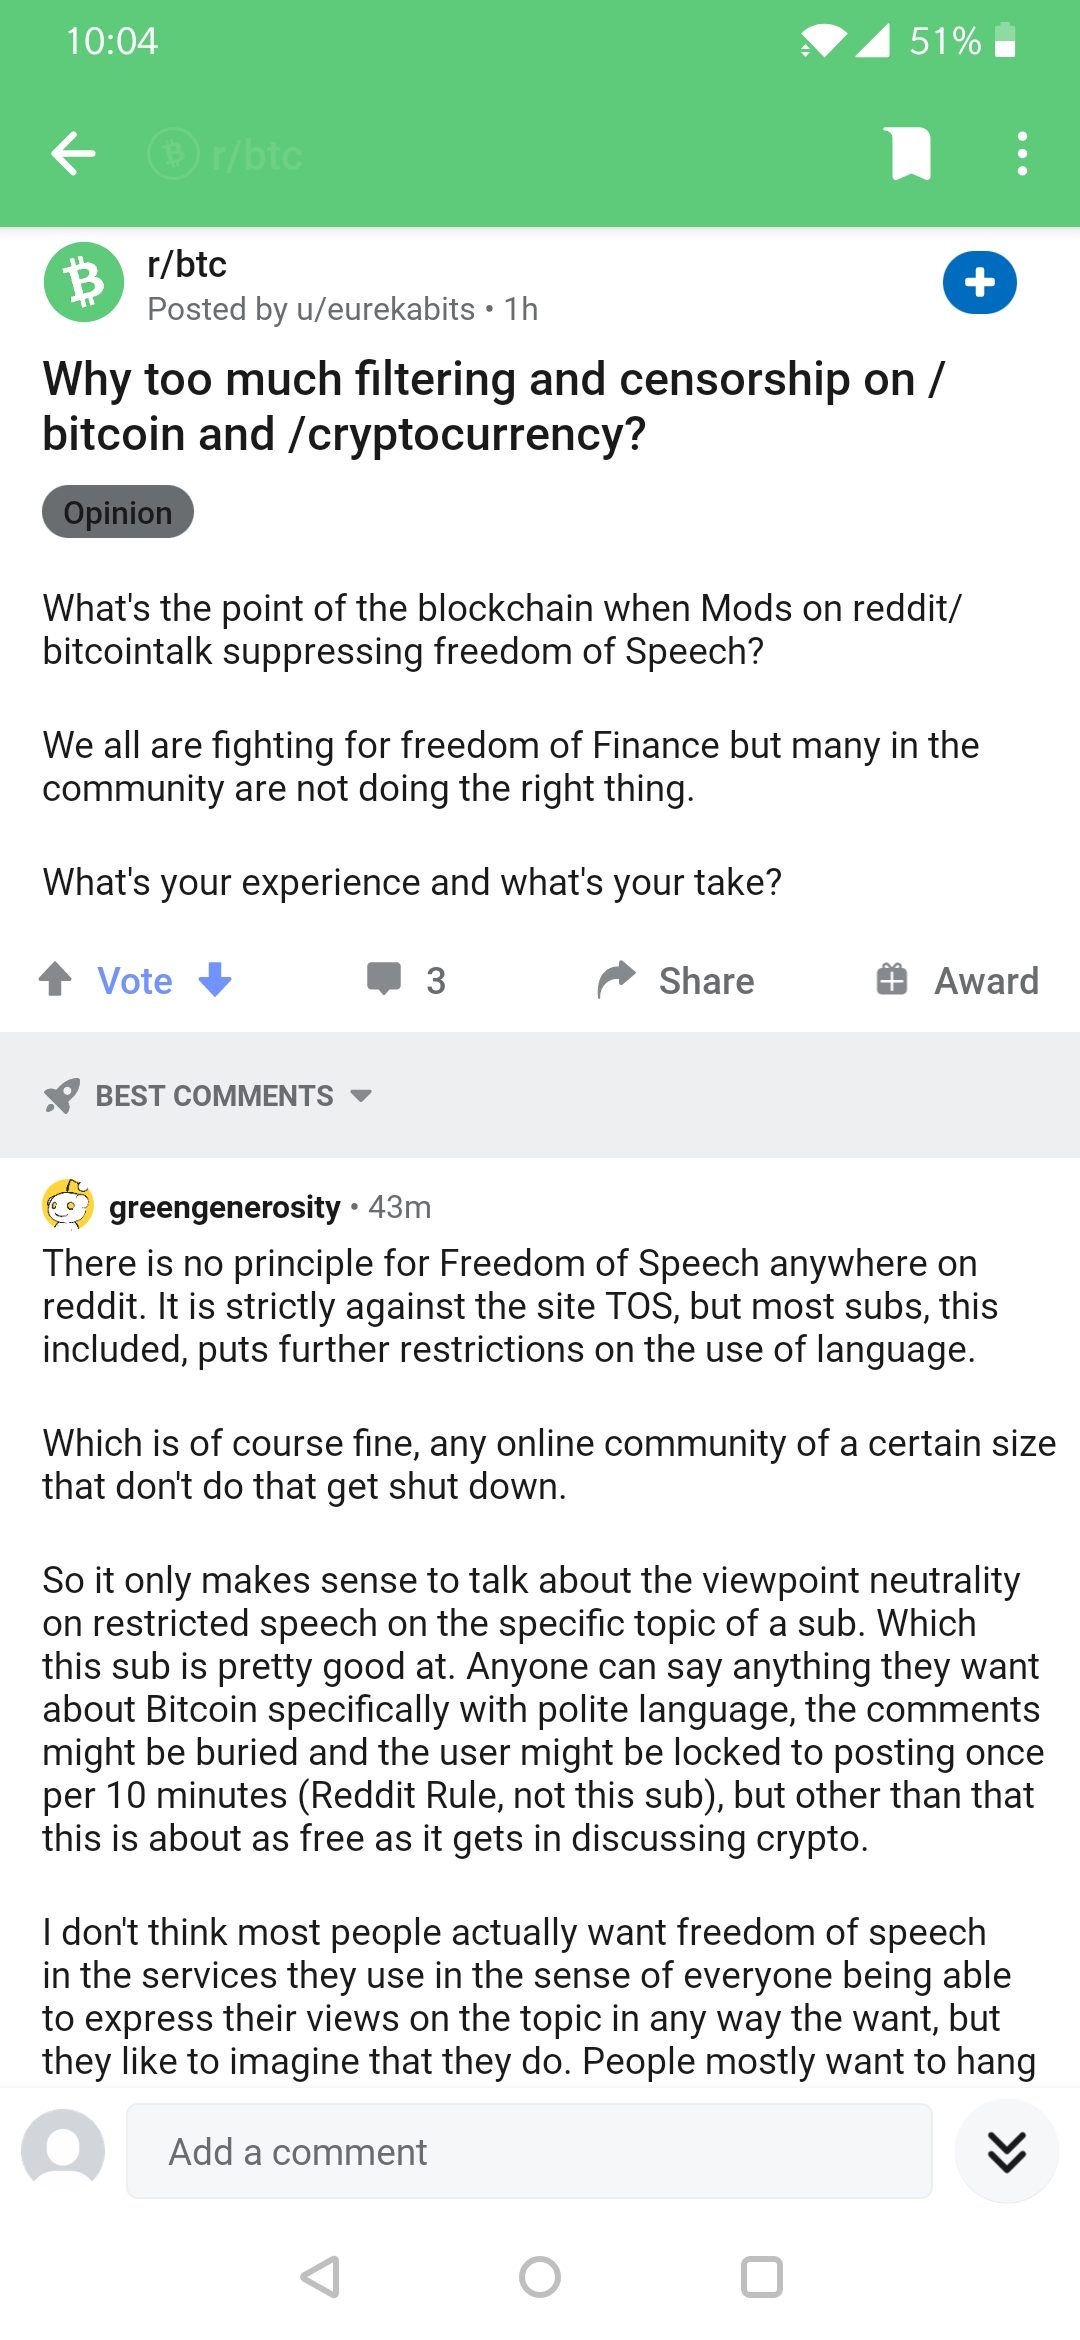 10:04
51%
r/btc
r/btc
Posted by u/eurekabits • 1h
Why too much filtering and censorship on /
bitcoin and /cryptocurrency?
Opinion
What's the point of the blockchain when Mods on reddit/
bitcointalk suppressing freedom of Speech?
We all are fighting for freedom of Finance but many in the
community are not doing the right thing.
What's your experience and what's your take?
Vote
3
Share
Award
BEST COMMENTS
greengenerosity • 43m
There is no principle for Freedom of Speech anywhere on
reddit. It is strictly against the site TOS, but most subs, this
included, puts further restrictions on the use of language.
Which is of course fine, any online community of a certain size
that don't do that get shut down.
So it only makes sense to talk about the viewpoint neutrality
on restricted speech on the specific topic of a sub. Which
this sub is pretty good at. Anyone can say anything they want
about Bitcoin specifically with polite language, the comments
might be buried and the user might be locked to posting once
per 10 minutes (Reddit Rule, not this sub), but other than that
this is about as free as it gets in discussing crypto.
I don't think most people actually want freedom of speech
in the services they use in the sense of everyone being able
to express their views on the topic in any way the want, but
they like to imagine that they do. People mostly want to hang
Add a comment